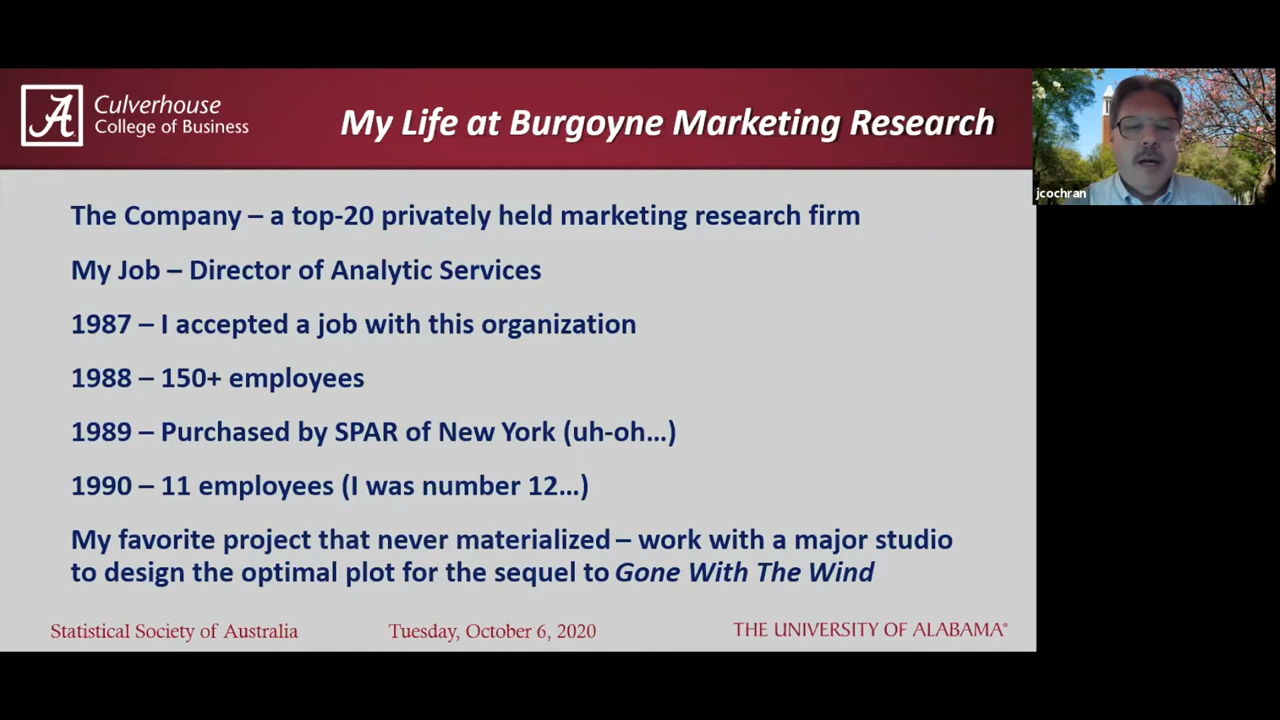 Culverhouse
College of Business
My Life at Burgoyne Marketing Research
jcochran
The Company – a top-20 privately held marketing research firm
My Job – Director of Analytic Services
1987 – I accepted a job with this organization
1988 – 150+ employees
1989 – Purchased by SPAR of New York (uh-oh…)
1990 – 11 employees (I was number 12…)
My favorite project that never materialized – work with a major studio
to design the optimal plot for the sequel to Gone With The Wind
Statistical Society of Australia
Tuesday, October 6, 2020
THE UNIVERSITY OF ALABAMA®